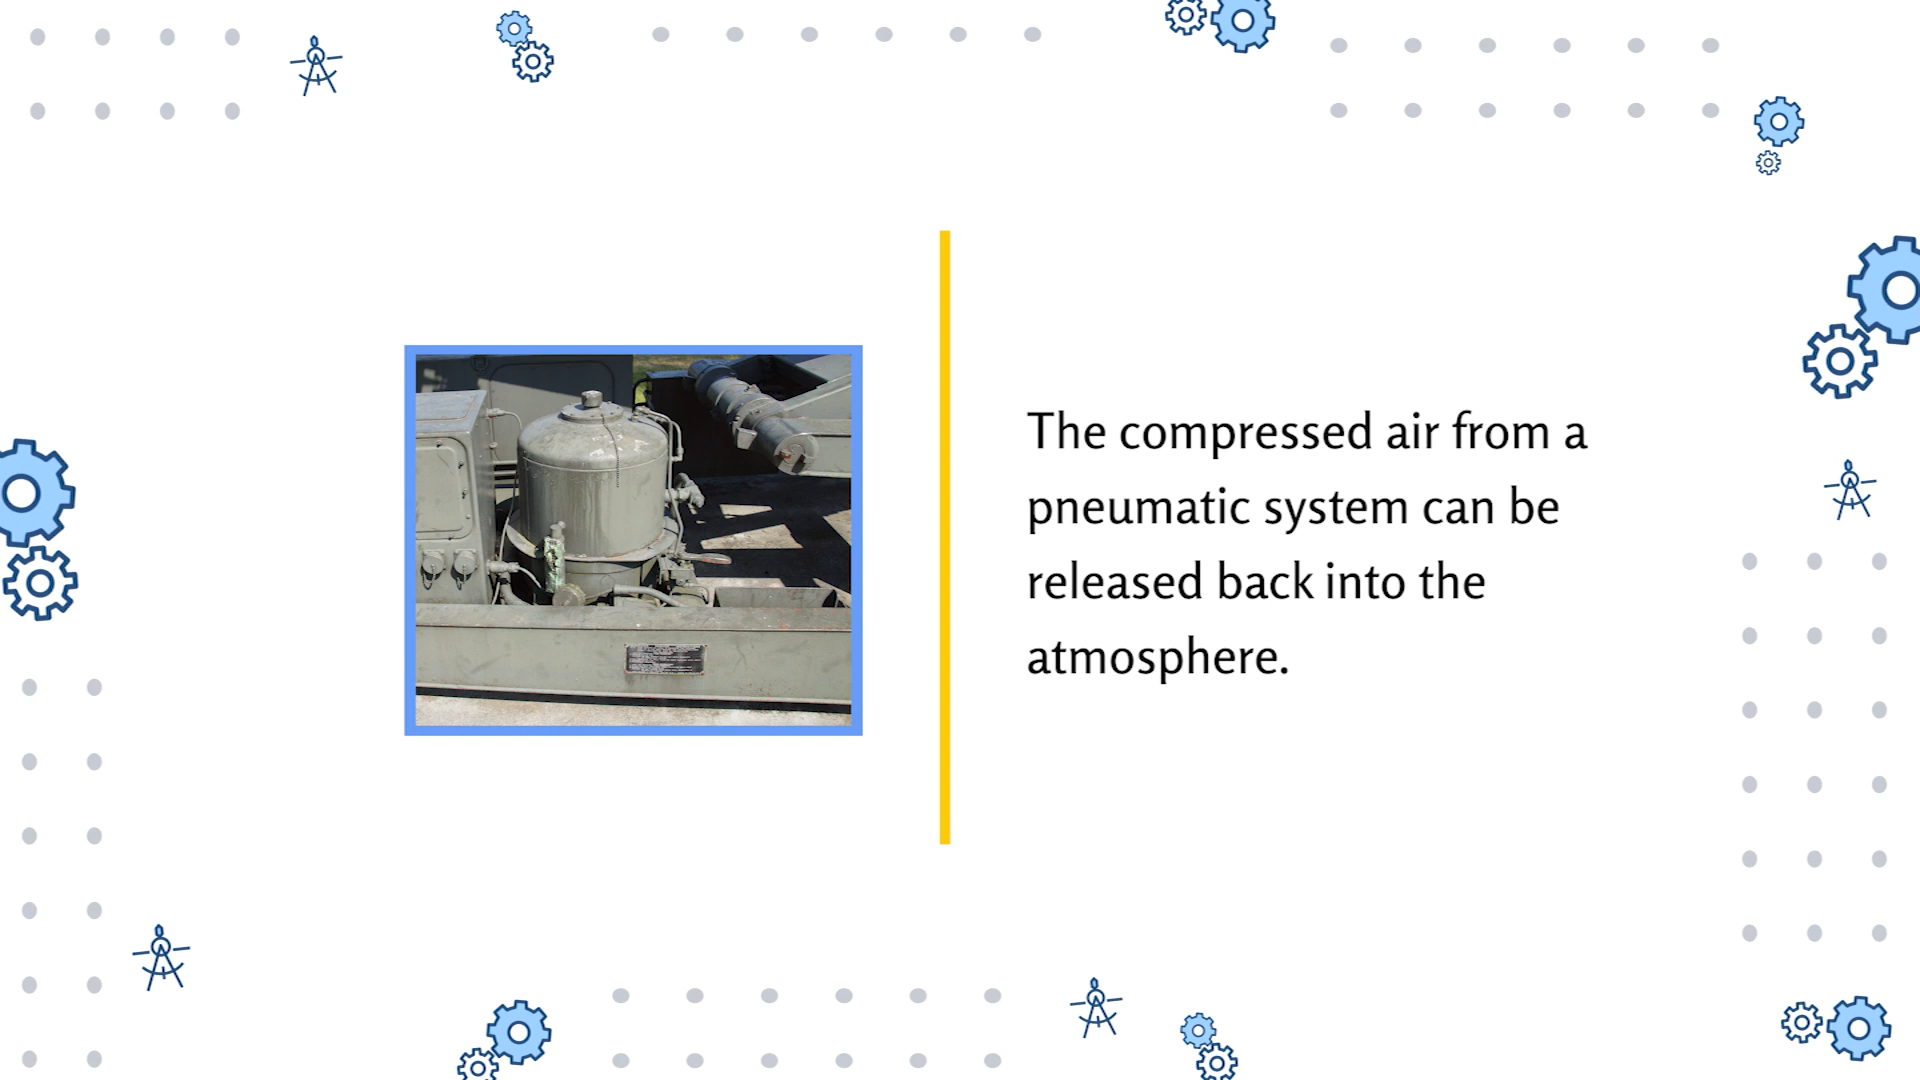 The compressed air from a
pneumatic system can be
released back into the
atmosphere.